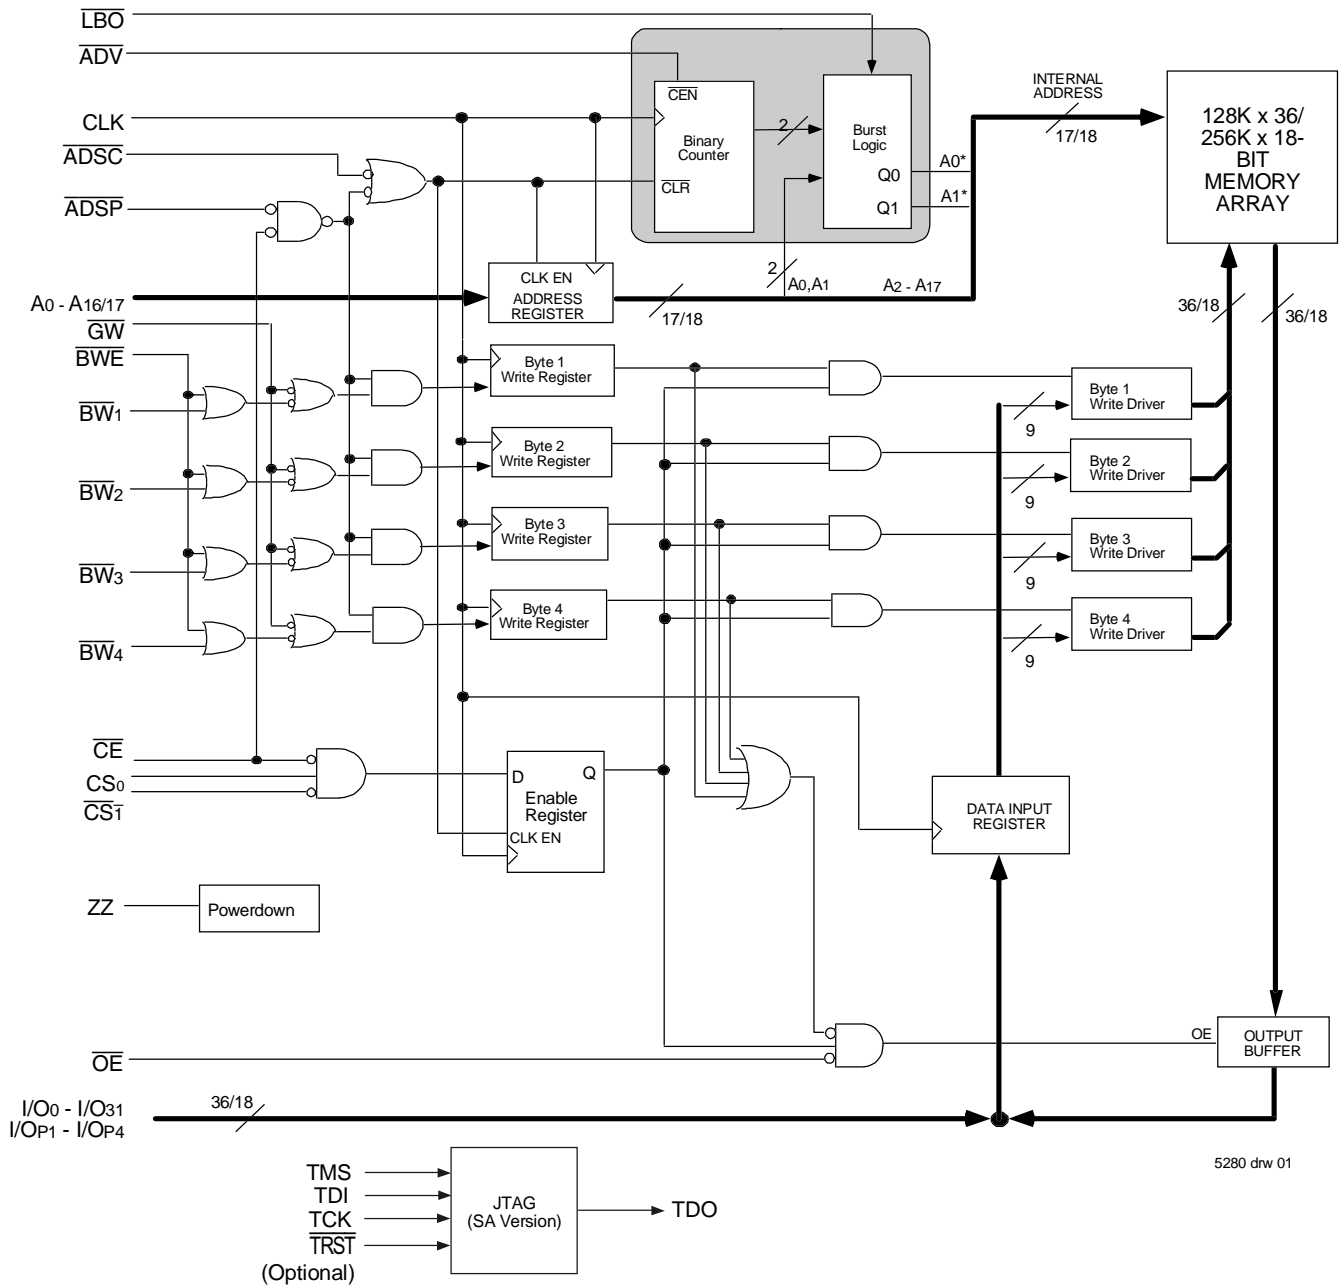 LBO
ADV
CLK
ADSC
ADSP
CEN
Binary
Counter
CLR
2
Burst
Logic
Q0
Q1
A0*
A1*
INTERNAL
ADDRESS
17/18
128K x 36/
256K x 18-
BIT
MEMORY
ARRAY
A0 - A16/17
CLK EN
ADDRESS
REGISTER
17/18
2
A0,A1
A2 - A17
36/18
36/18
GW
BWE
BW1
BW2
BW3
BW4
Byte 1
Write Register
Byte 2
Write Register
Byte 3
Write Register
Byte 4
Write Register
9
Byte 1
Write Driver
9
Byte 2
Write Driver
9
Byte 3
Write Driver
9
Byte 4
Write Driver
CE
CS0
CS1
D
Q
Enable
Register
CLK EN
DATA INPUT
REGISTER
ZZ
Powerdown
OE
OE
OUTPUT
BUFFER
I/O0 - I/O31
I/OP1 - I/OP4
36/18
5280 drw 01
TMS
TDI
TCK
TRST
(Optional)
JTAG
(SA Version)
TDO